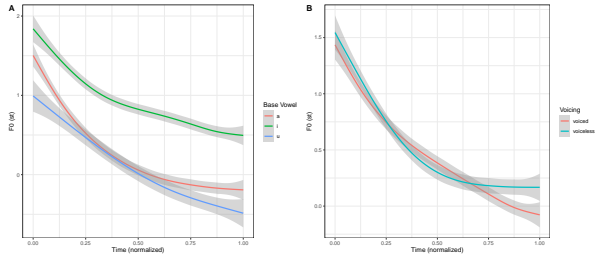 A
F0 (st)
2
1
0
0.00
0.25
0.50
0.75
1.00
Time (normalized)
Base Vowel
a
i
u
B
F0 (st)
1.5
1.0
0.5
0.0
0.00
0.25
0.50
0.75
1.00
Time (normalized)
Voicing
voiced
voiceless